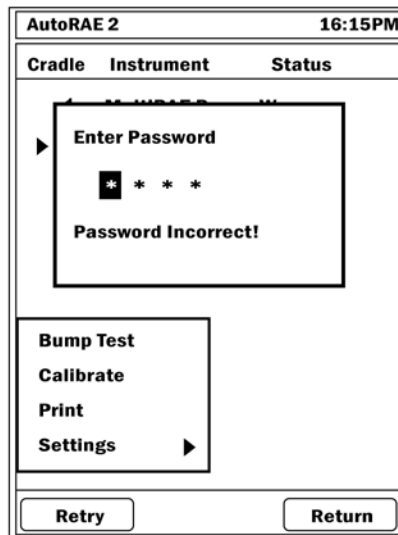 AutoRAE 2 16:15PM
Cradle Instrument Status
Enter Password
* * * *
Password Incorrect!
Bump Test
Calibrate
Print
Settings
Retry Return